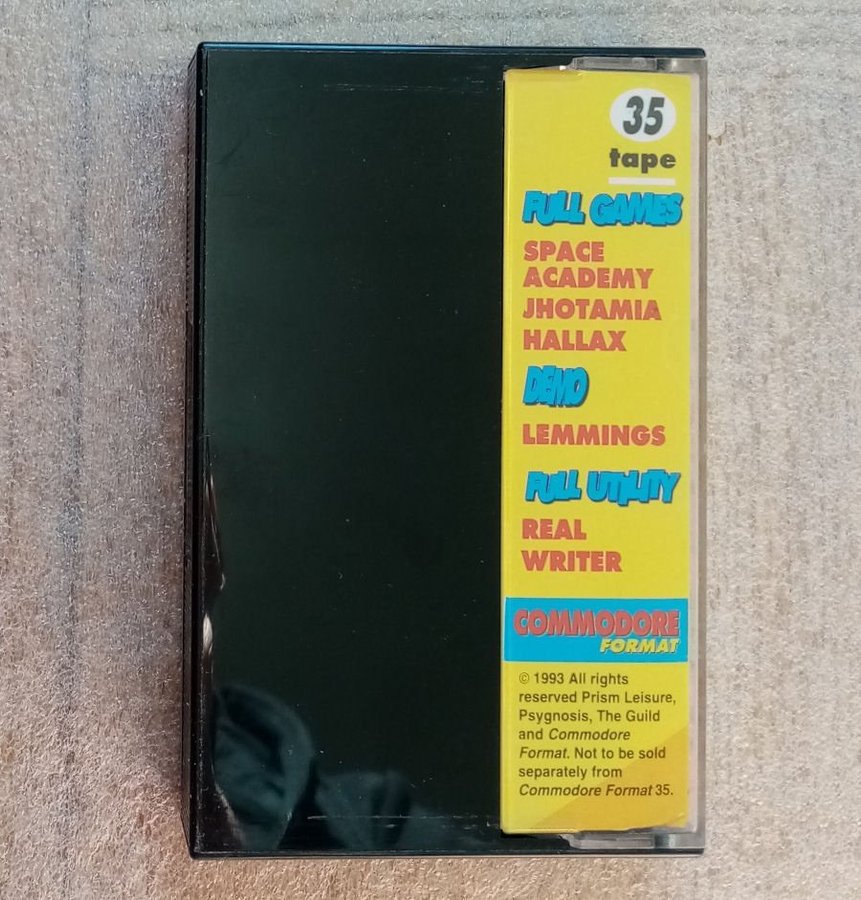 35
tape
FULL GAMES
SPACE
ACADEMY
JHOTAMIA
HALLAX
DEMO
LEMMINGS
FULL UTILITY
REAL
WRITER
COMMODORE
FORMAT
© 1993 All rights
reserved Prism Leisure,
Psygnosis, The Guild
and Commodore
Format. Not to be sold
separately from
Commodore Format 35.